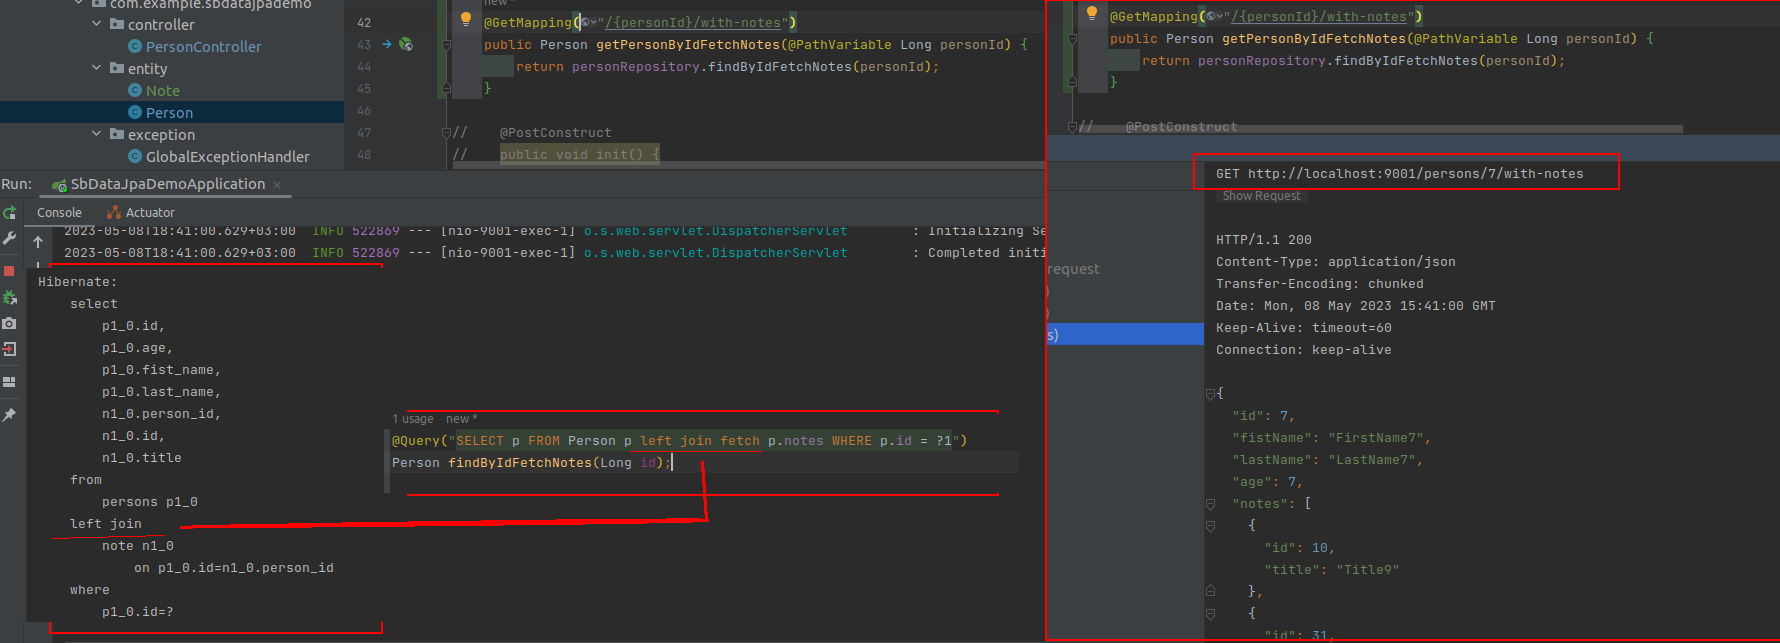 com.example.sbdatajpademo
controller
PersonController
entity
Note
Person
exception
GlobalExceptionHandler
new *
42 @GetMapping("/{personId}/with-notes")
43 public Person getPersonByIdFetchNotes(@PathVariable Long personId) {
44 return personRepository.findByIdFetchNotes(personId);
45 }
46
47 // @PostConstruct
48 // public void init() {
Run: SbDataJpaDemoApplication ×
Console Actuator
2023-05-08T18:41:00.629+03:00 INFO 522869 --- [nio-9001-exec-1] o.s.web.servlet.DispatcherServlet : Initializing Se
2023-05-08T18:41:00.629+03:00 INFO 522869 --- [nio-9001-exec-1] o.s.web.servlet.DispatcherServlet : Completed initi
Hibernate:
select
p1_0.id,
p1_0.age,
p1_0.fist_name,
p1_0.last_name,
n1_0.person_id,
n1_0.id,
n1_0.title
from
persons p1_0
left join
note n1_0
on p1_0.id=n1_0.person_id
where
p1_0.id=?
1 usage new *
@Query("SELECT p FROM Person p left join fetch p.notes WHERE p.id = ?1")
Person findByIdFetchNotes(Long id);
@GetMapping("/{personId}/with-notes")
public Person getPersonByIdFetchNotes(@PathVariable Long personId) {
return personRepository.findByIdFetchNotes(personId);
}
// @PostConstruct
request
)
)
s)
GET http://localhost:9001/persons/7/with-notes
Show Request
HTTP/1.1 200
Content-Type: application/json
Transfer-Encoding: chunked
Date: Mon, 08 May 2023 15:41:00 GMT
Keep-Alive: timeout=60
Connection: keep-alive
{
"id": 7,
"fistName": "FirstName7",
"lastName": "LastName7",
"age": 7,
"notes": [
{
"id": 10,
"title": "Title9"
},
{
"id": 31,